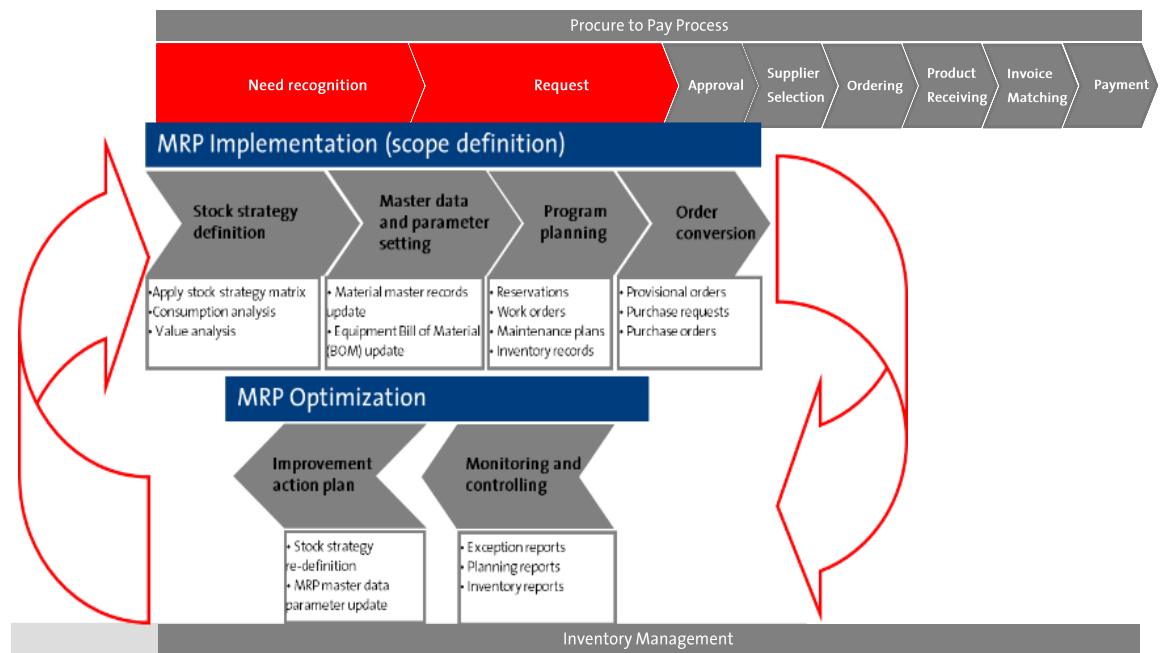 Procure to Pay Process
Need recognition
Request
Approval
Supplier
Selection
Ordering
Product
Receiving
Invoice
Matching
Payment
MRP Implementation (scope definition)
Stock strategy
definition
Master data
and parameter
setting
Program
planning
Order
conversion
•Apply stock strategy matrix
•Consumption analysis
• Value analysis
• Material master records
update
• Equipment Bill of Material
(BOM) update
• Reservations
• Work orders
• Maintenance plans
• Inventory records
• Provisional orders
• Purchase requests
• Purchase orders
MRP Optimization
Improvement
action plan
Monitoring and
controlling
• Stock strategy
re-definition
• MRP master data
parameter update
• Exception reports
• Planning reports
• Inventory reports
Inventory Management